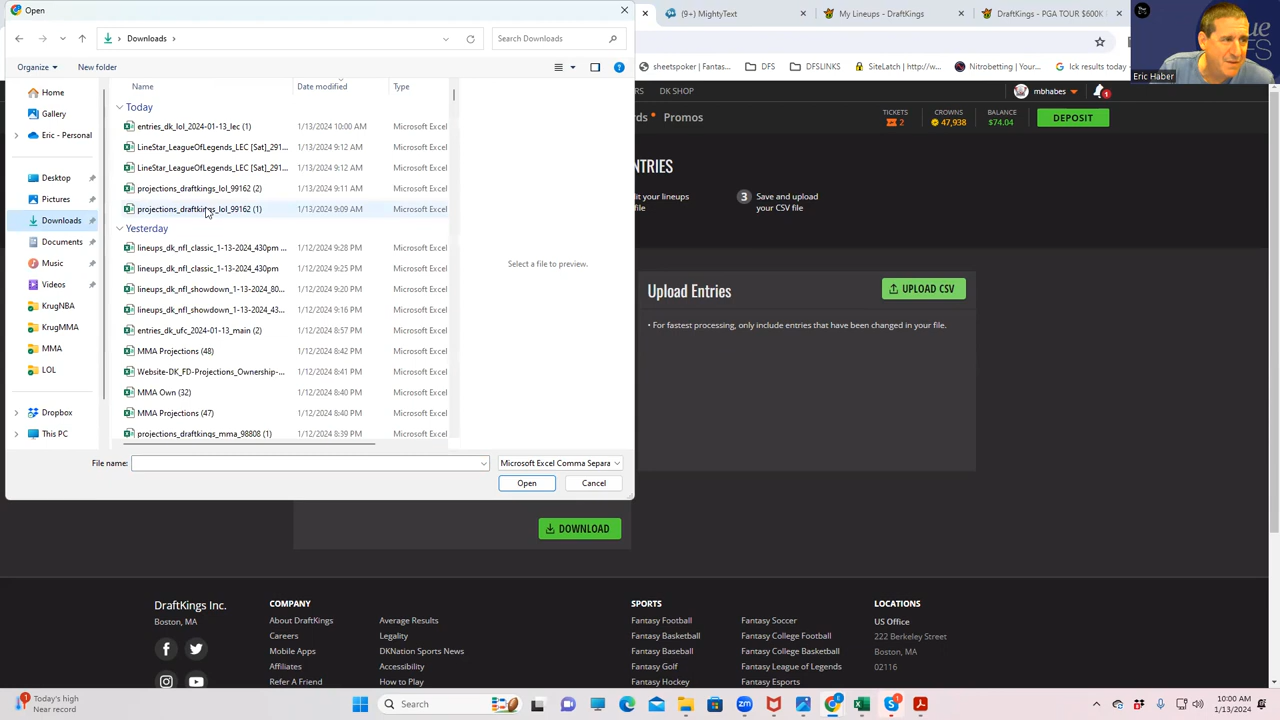 Open
(9+) MightyText
My Lineups - DraftKings
DraftKings - PGA TOUR $600K
Downloads
Search Downloads
Organize
New folder
sheetspoker | Search
DFS
DFSLINKS
SiteLatch | http://w...
Nitrobetting | Your...
lck results today - G...
Eric Haber
Name
Date modified
Type
DK SHOP
mbhabes
1
Home
Gallery
Eric - Personal
Desktop
Pictures
Downloads
Documents
Music
Videos
KrugNBA
KrugMMA
MMA
LOL
Dropbox
This PC
Today
entries_dk_lol_2024-01-13_lec (1) 1/13/2024 10:00 AM Microsoft Excel
LineStar_LeagueOfLegends_LEC [Sat]_291... 1/13/2024 9:12 AM Microsoft Excel
LineStar_LeagueOfLegends_LEC [Sat]_291... 1/13/2024 9:12 AM Microsoft Excel
projections_draftkings_lol_99162 (2) 1/13/2024 9:11 AM Microsoft Excel
projections_draftkings_lol_99162 (1) 1/13/2024 9:09 AM Microsoft Excel
Yesterday
lineups_dk_nfl_classic_1-13-2024_430pm ... 1/12/2024 9:28 PM Microsoft Excel
lineups_dk_nfl_classic_1-13-2024_430pm 1/12/2024 9:25 PM Microsoft Excel
lineups_dk_nfl_showdown_1-13-2024_80... 1/12/2024 9:20 PM Microsoft Excel
lineups_dk_nfl_showdown_1-13-2024_43... 1/12/2024 9:16 PM Microsoft Excel
entries_dk_ufc_2024-01-13_main (2) 1/12/2024 8:57 PM Microsoft Excel
MMA Projections (48) 1/12/2024 8:42 PM Microsoft Excel
Website-DK_FD-Projections_Ownership-... 1/12/2024 8:41 PM Microsoft Excel
MMA Own (32) 1/12/2024 8:40 PM Microsoft Excel
MMA Projections (47) 1/12/2024 8:40 PM Microsoft Excel
projections_draftkings_mma_98808 (1) 1/12/2024 8:39 PM Microsoft Excel
Select a file to preview.
File name:
Microsoft Excel Comma Separa
Open
Cancel
Promos
TICKETS
2
CROWNS
47,938
BALANCE
$74.04
DEPOSIT
3
Save and upload
your CSV file
Upload Entries
UPLOAD CSV
• For fastest processing, only include entries that have been changed in your file.
DOWNLOAD
DraftKings Inc.
Boston, MA
COMPANY
About DraftKings
Careers
Mobile Apps
Affiliates
Refer A Friend
Average Results
Legality
DKNation Sports News
Accessibility
How to Play
SPORTS
Fantasy Football
Fantasy Basketball
Fantasy Baseball
Fantasy Golf
Fantasy Hockey
Fantasy Soccer
Fantasy College Football
Fantasy College Basketball
Fantasy League of Legends
Fantasy Esports
LOCATIONS
US Office
222 Berkeley Street
Boston, MA
02116
1
Today's high
Near record
Search
1
10:00 AM
1/13/2024